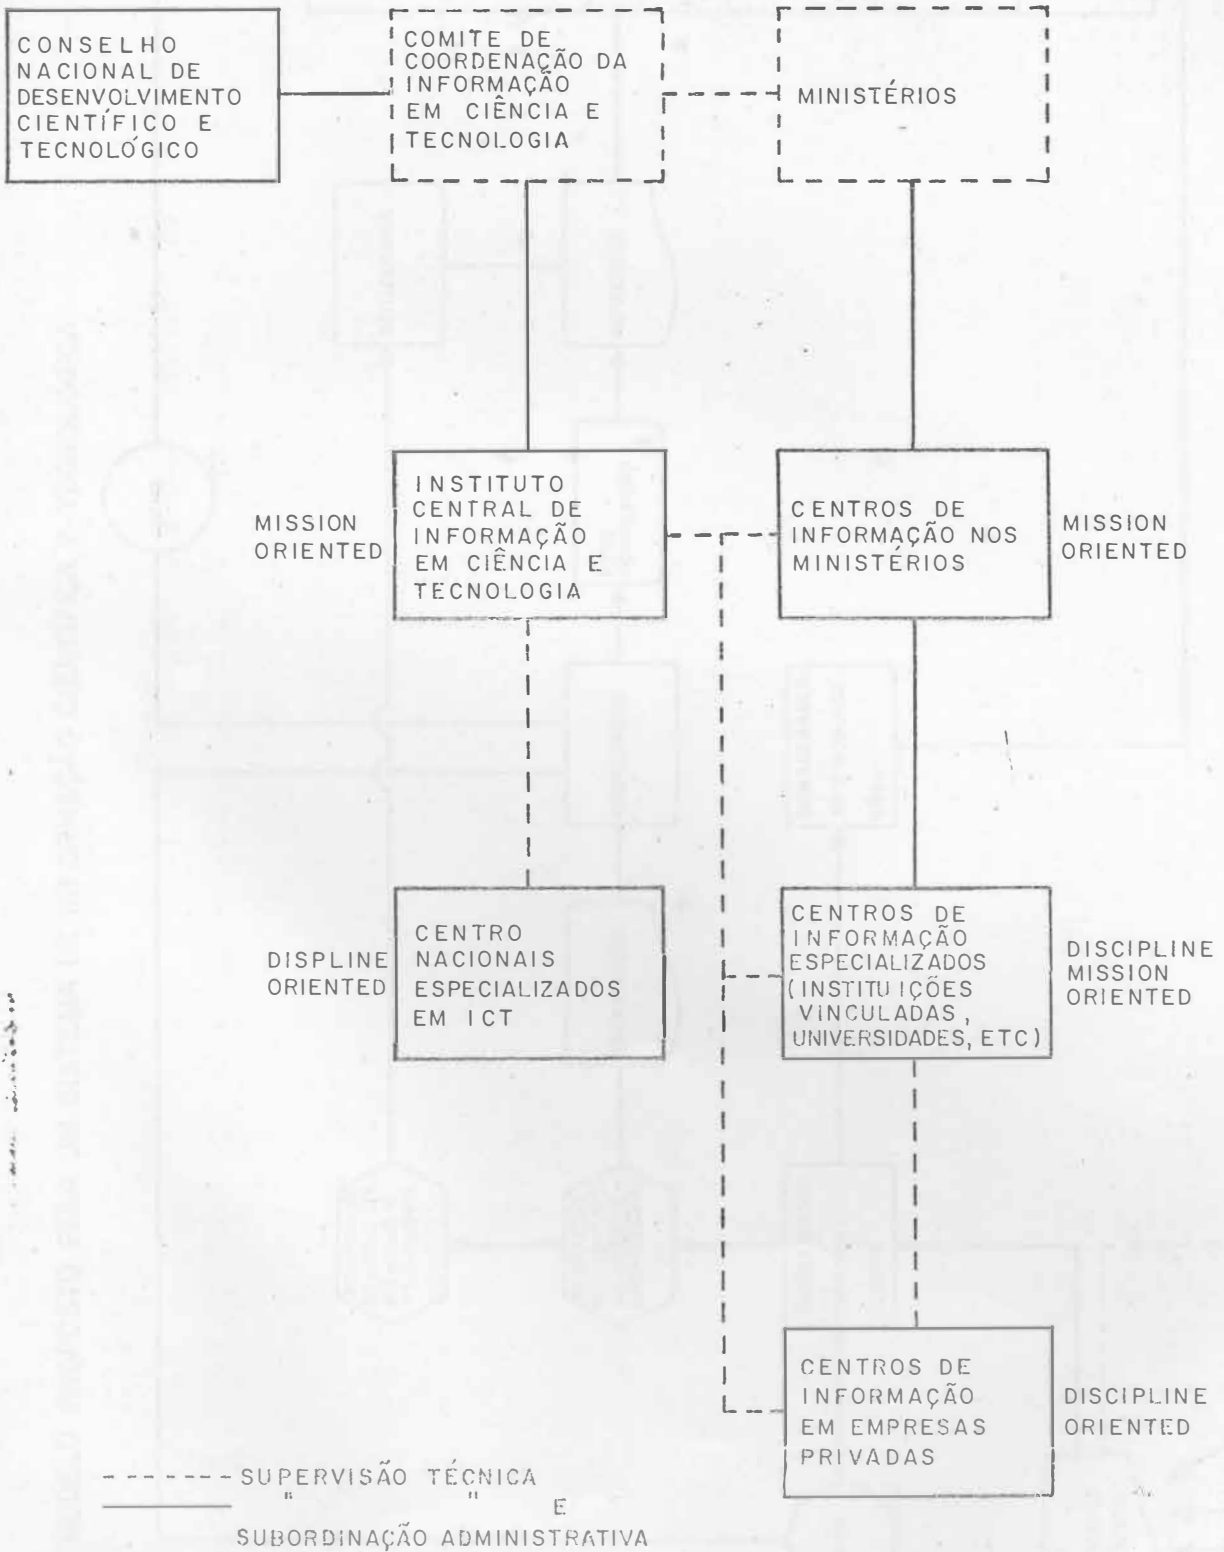 CONSELHO
NACIONAL DE
DESENVOLVIMENTO
CIENTÍFICO E
TECNOLÓGICO
COMITE DE
COORDENAÇÃO DA
INFORMAÇÃO
EM CIÊNCIA E
TECNOLOGIA
MINISTÉRIOS
MISSION
ORIENTED
INSTITUTO
CENTRAL DE
INFORMAÇÃO
EM CIÊNCIA E
TECNOLOGIA
CENTROS DE
INFORMAÇÃO NOS
MINISTÉRIOS
MISSION
ORIENTED
DISPLINE
ORIENTED
CENTRO
NACIONAIS
ESPECIALIZADOS
EM ICT
CENTROS DE
INFORMAÇÃO
ESPECIALIZADOS
(INSTITUIÇÕES
VINCULADAS,
UNIVERSIDADES, ETC)
DISCIPLINE
MISSION
ORIENTED
CENTROS DE
INFORMAÇÃO
EM EMPRESAS
PRIVADAS
DISCIPLINE
ORIENTED
SUPERVISÃO TÉCNICA
" " E
SUBORDINAÇÃO ADMINISTRATIVA